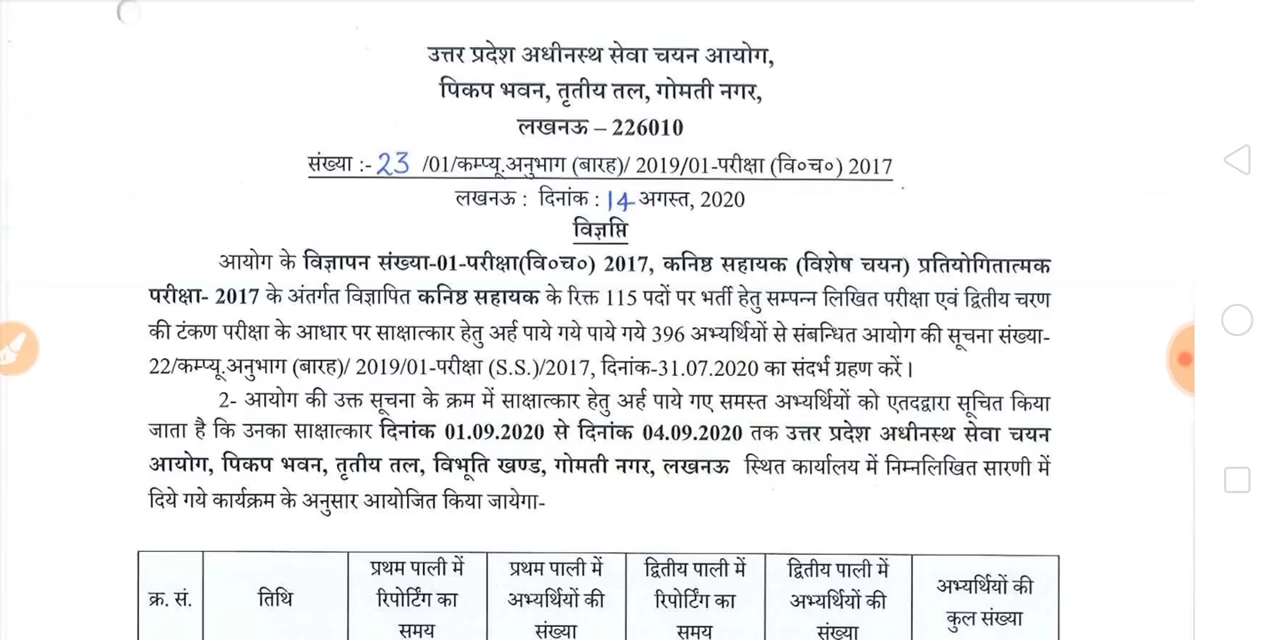 उत्तर प्रदेश अधीनस्थ सेवा चयन आयोग,
पिकप भवन, तृतीय तल, गोमती नगर,
लखनऊ – 226010
संख्या :- 23 /01/कम्प्यू.अनुभाग (बारह)/ 2019/01-परीक्षा (वि०च०) 2017
लखनऊ : दिनांक : 14 अगस्त, 2020
विज्ञप्ति
आयोग के विज्ञापन संख्या-01-परीक्षा(वि०च०) 2017, कनिष्ठ सहायक (विशेष चयन) प्रतियोगितात्मक
परीक्षा- 2017 के अंतर्गत विज्ञापित कनिष्ठ सहायक के रिक्त 115 पदों पर भर्ती हेतु सम्पन्न लिखित परीक्षा एवं द्वितीय चरण
की टंकण परीक्षा के आधार पर साक्षात्कार हेतु अर्ह पाये गये पाये गये 396 अभ्यर्थियों से संबन्धित आयोग की सूचना संख्या-
22/कम्प्यू.अनुभाग (बारह)/ 2019/01-परीक्षा (S.S.)/2017, दिनांक-31.07.2020 का संदर्भ ग्रहण करें।
2- आयोग की उक्त सूचना के क्रम में साक्षात्कार हेतु अर्ह पाये गए समस्त अभ्यर्थियों को एतदद्वारा सूचित किया
जाता है कि उनका साक्षात्कार दिनांक 01.09.2020 से दिनांक 04.09.2020 तक उत्तर प्रदेश अधीनस्थ सेवा चयन
आयोग, पिकप भवन, तृतीय तल, विभूति खण्ड, गोमती नगर, लखनऊ स्थित कार्यालय में निम्नलिखित सारणी में
दिये गये कार्यक्रम के अनुसार आयोजित किया जायेगा-
क्र. सं.
तिथि
प्रथम पाली में
रिपोर्टिंग का
समय
प्रथम पाली में
अभ्यर्थियों की
संख्या
द्वितीय पाली में
रिपोर्टिंग का
समय
द्वितीय पाली में
अभ्यर्थियों की
संख्या
अभ्यर्थियों की
कुल संख्या